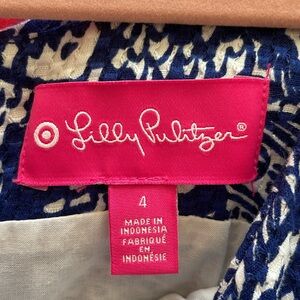 Lilly Pulitzer®
4
MADE IN
INDONESIA
FABRIQUÉ
EN
INDONÉSIE